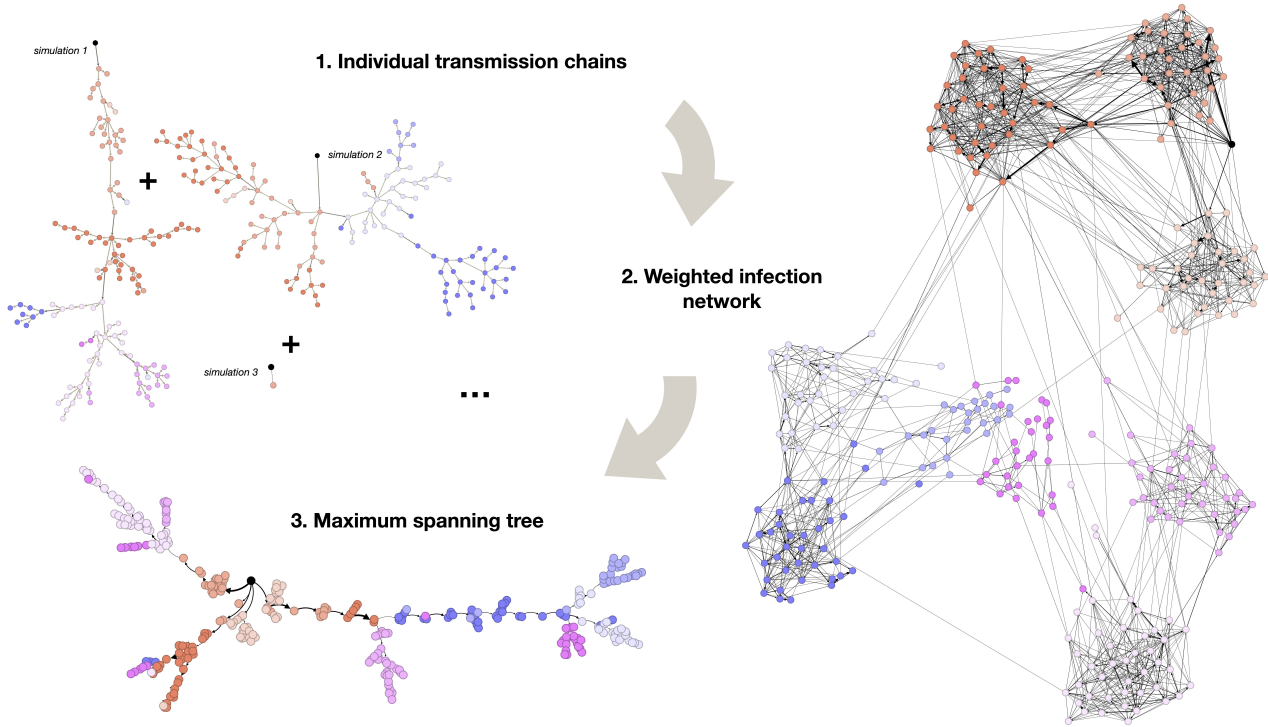 simulation 1
1. Individual transmission chains
+
simulation 2
2. Weighted infection
network
+
simulation 3
...
3. Maximum spanning tree